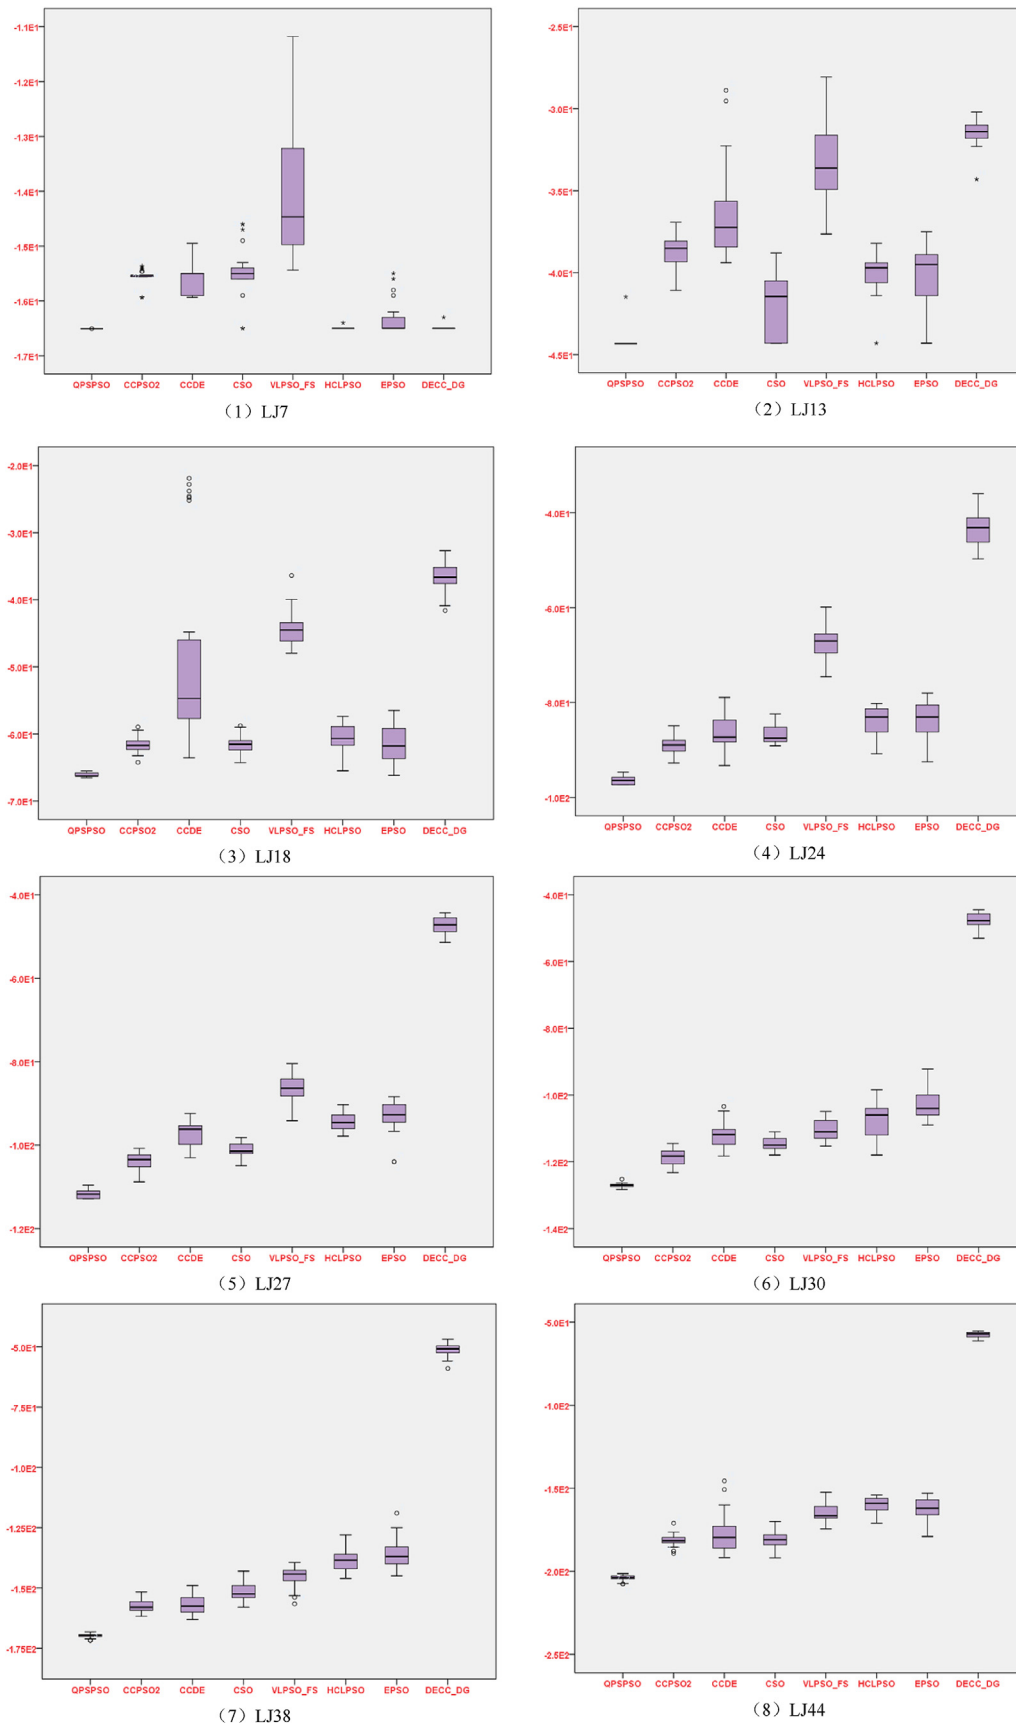 -1.1E1
-1.2E1
-1.3E1
-1.4E1
-1.5E1
-1.6E1
-1.7E1
QPSPSO CCPSO2 CCDE CSO VLPSO_FS HCLPSO EPSO DECC_DG
（1）LJ7
-2.5E1
-3.0E1
-3.5E1
-4.0E1
-4.5E1
QPSPSO CCPSO2 CCDE CSO VLPSO_FS HCLPSO EPSO DECC_DG
（2）LJ13
-2.0E1
-3.0E1
-4.0E1
-5.0E1
-6.0E1
-7.0E1
QPSPSO CCPSO2 CCDE CSO VLPSO_FS HCLPSO EPSO DECC_DG
（3）LJ18
-4.0E1
-6.0E1
-8.0E1
-1.0E2
QPSPSO CCPSO2 CCDE CSO VLPSO_FS HCLPSO EPSO DECC_DG
（4）LJ24
-4.0E1
-6.0E1
-8.0E1
-1.0E2
-1.2E2
QPSPSO CCPSO2 CCDE CSO VLPSO_FS HCLPSO EPSO DECC_DG
（5）LJ27
-4.0E1
-6.0E1
-8.0E1
-1.0E2
-1.2E2
-1.4E2
QPSPSO CCPSO2 CCDE CSO VLPSO_FS HCLPSO EPSO DECC_DG
（6）LJ30
-5.0E1
-7.5E1
-1.0E2
-1.25E2
-1.5E2
-1.75E2
QPSPSO CCPSO2 CCDE CSO VLPSO_FS HCLPSO EPSO DECC_DG
（7）LJ38
-5.0E1
-1.0E2
-1.5E2
-2.0E2
-2.5E2
QPSPSO CCPSO2 CCDE CSO VLPSO_FS HCLPSO EPSO DECC_DG
（8）LJ44